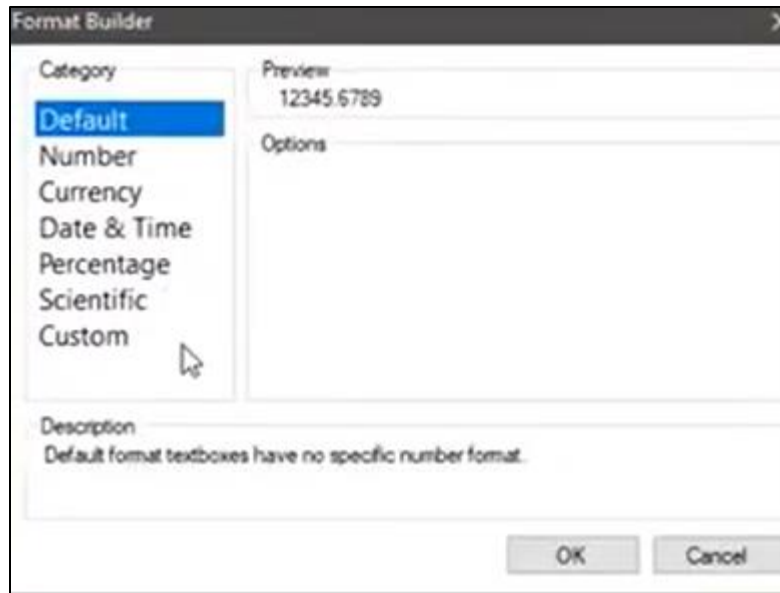 Format Builder
Category
Default
Number
Currency
Date & Time
Percentage
Scientific
Custom
Preview
12345.6789
Options
Description
Default format textboxes have no specific number format.
OK
Cancel